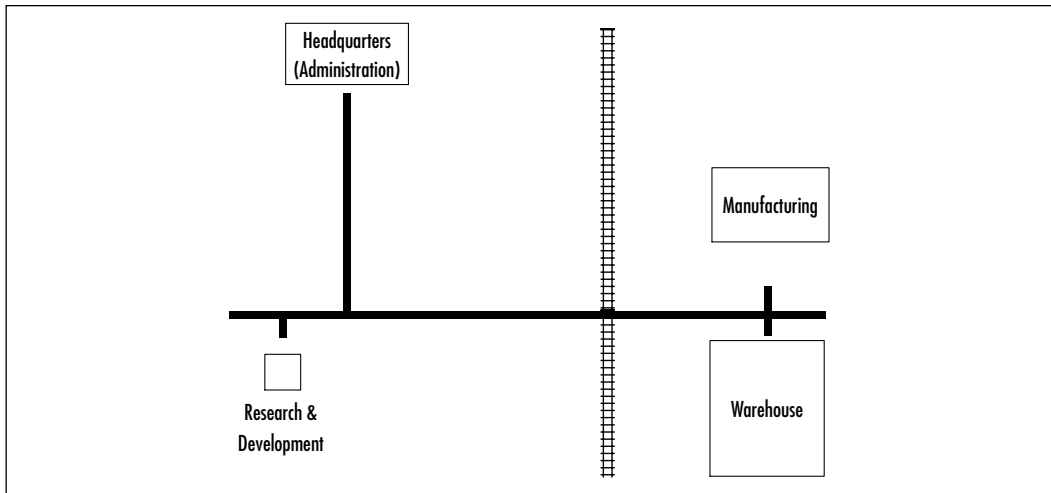 Headquarters
(Administration)
Manufacturing
Research &
Development
Warehouse